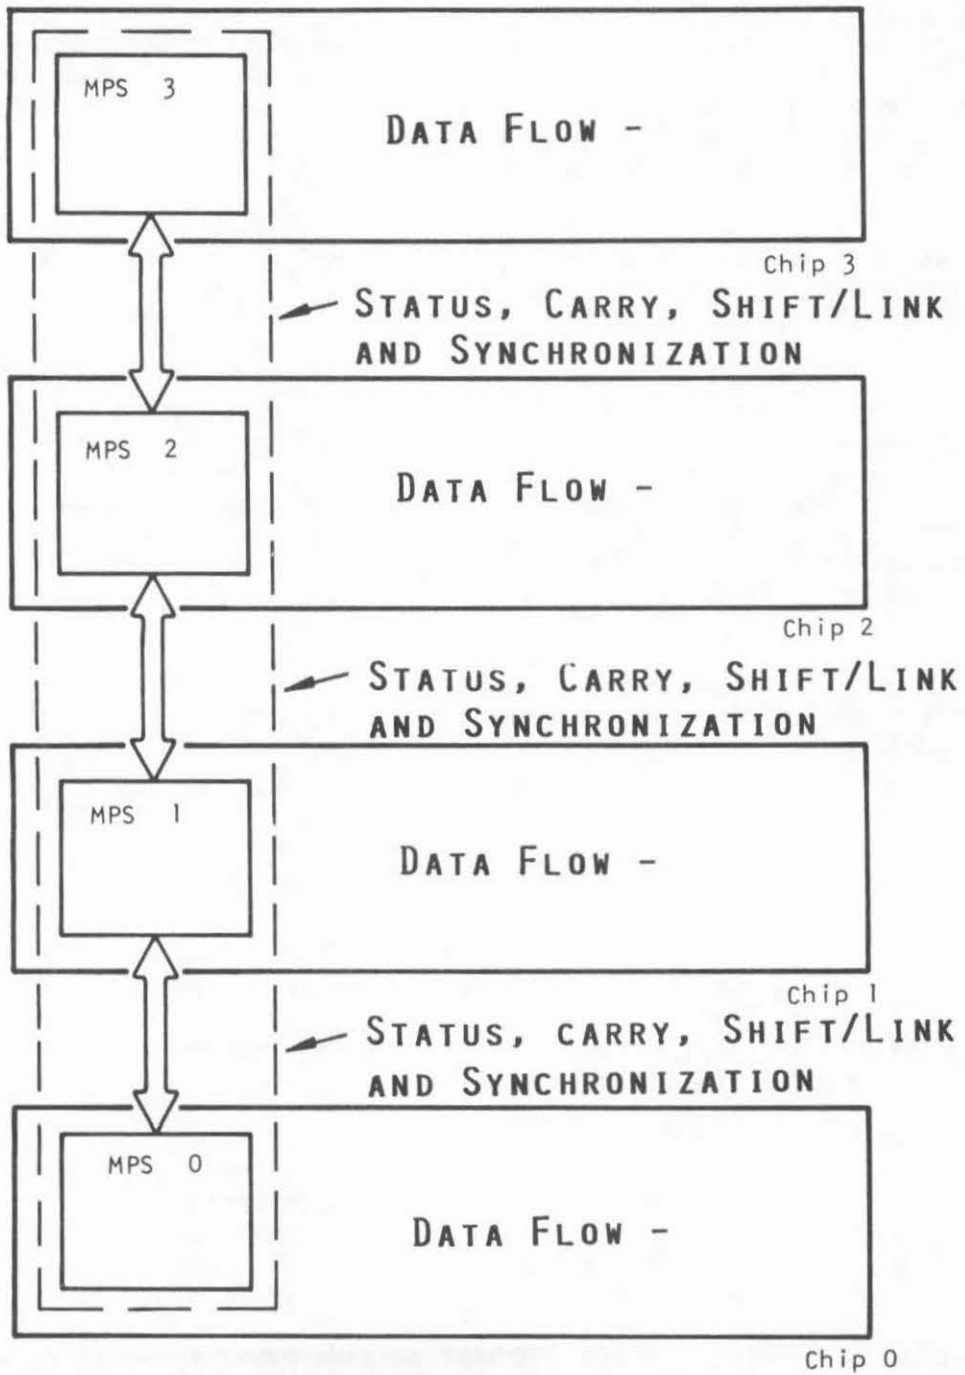 MPS 3
DATA FLOW -
Chip 3
STATUS, CARRY, SHIFT/LINK
AND SYNCHRONIZATION
MPS 2
DATA FLOW -
Chip 2
STATUS, CARRY, SHIFT/LINK
AND SYNCHRONIZATION
MPS 1
DATA FLOW -
Chip 1
STATUS, CARRY, SHIFT/LINK
AND SYNCHRONIZATION
MPS 0
DATA FLOW -
Chip 0